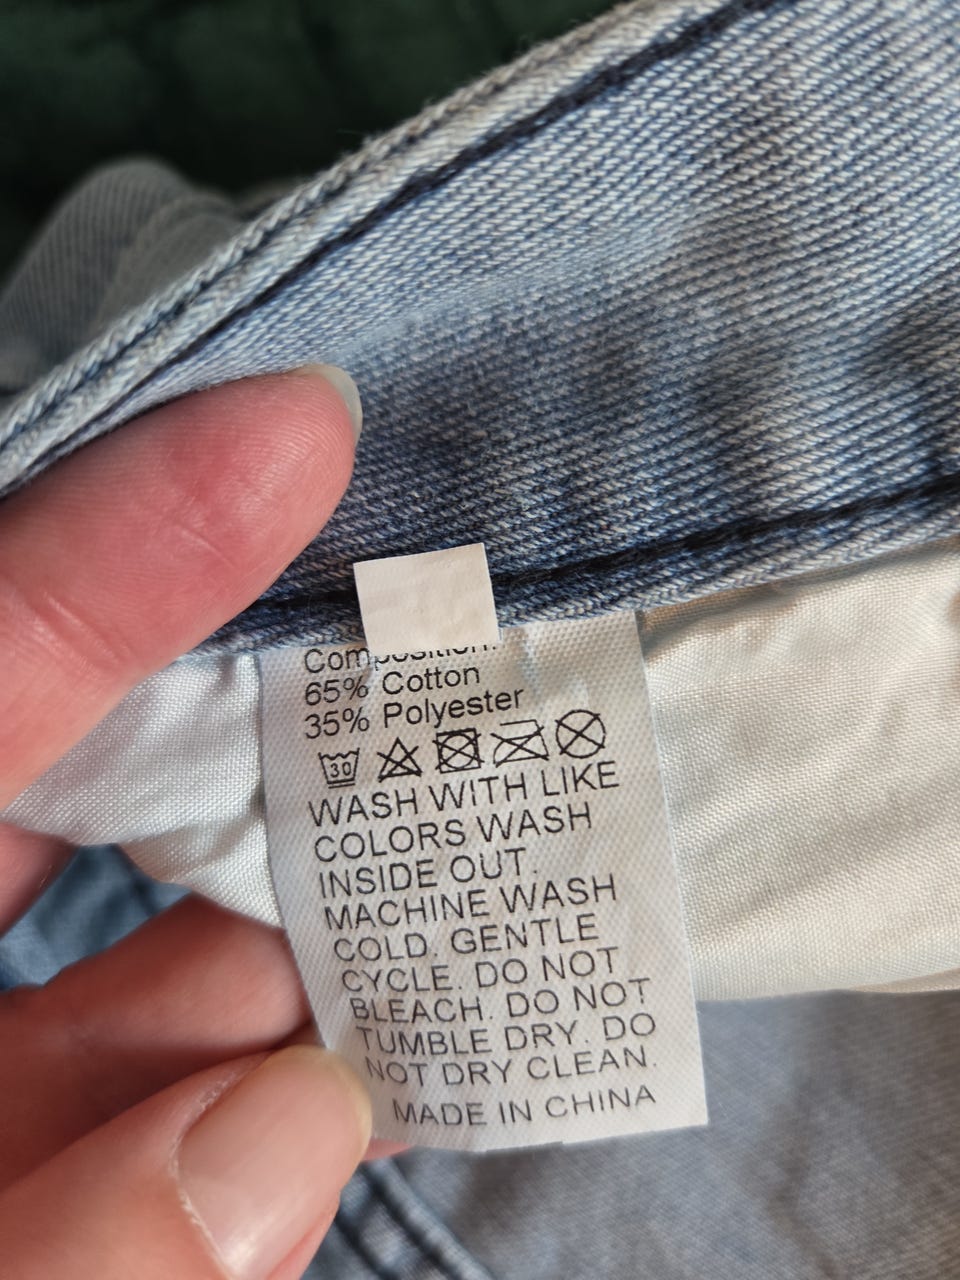 Composition:
65% Cotton
35% Polyester
30
WASH WITH LIKE
COLORS WASH
INSIDE OUT.
MACHINE WASH
COLD. GENTLE
CYCLE. DO NOT
BLEACH. DO NOT
TUMBLE DRY. DO
NOT DRY CLEAN.
MADE IN CHINA